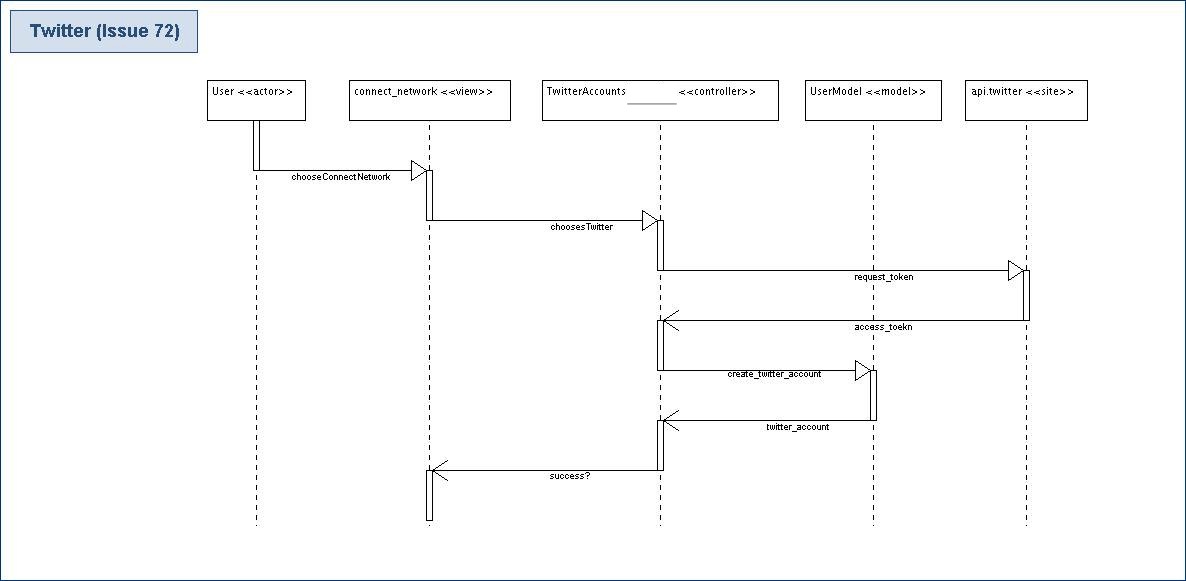 Twitter (Issue 72)
User <<actor>>
connect_network <<view>>
TwitterAccounts ________ <<controller>>
UserModel <<model>>
api.twitter <<site>>
chooseConnectNetwork
choosesTwitter
request_token
access_toekn
create_twitter_account
twitter_account
success?